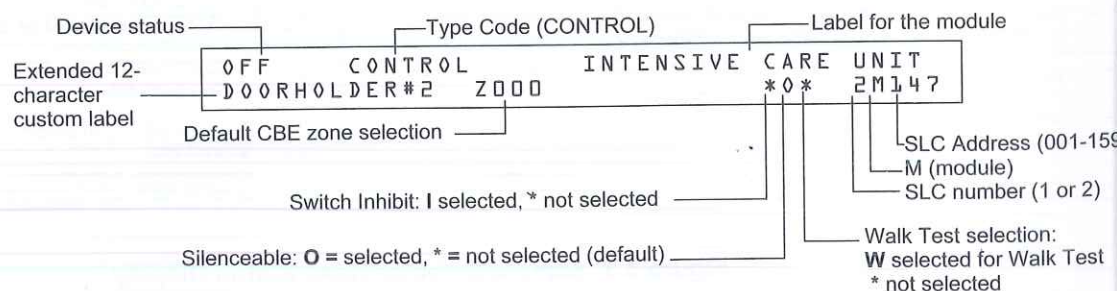 Device status
Type Code (CONTROL)
Label for the module
OFF CONTROL INTENSIVE CARE UNIT
Extended 12-
character
custom label
DOORHOLDER#2 Z000 *O* 2M147
Default CBE zone selection
SLC Address (001-159
M (module)
SLC number (1 or 2)
Switch Inhibit: I selected, * not selected
Silenceable: O = selected, * = not selected (default)
Walk Test selection:
W selected for Walk Test
* not selected